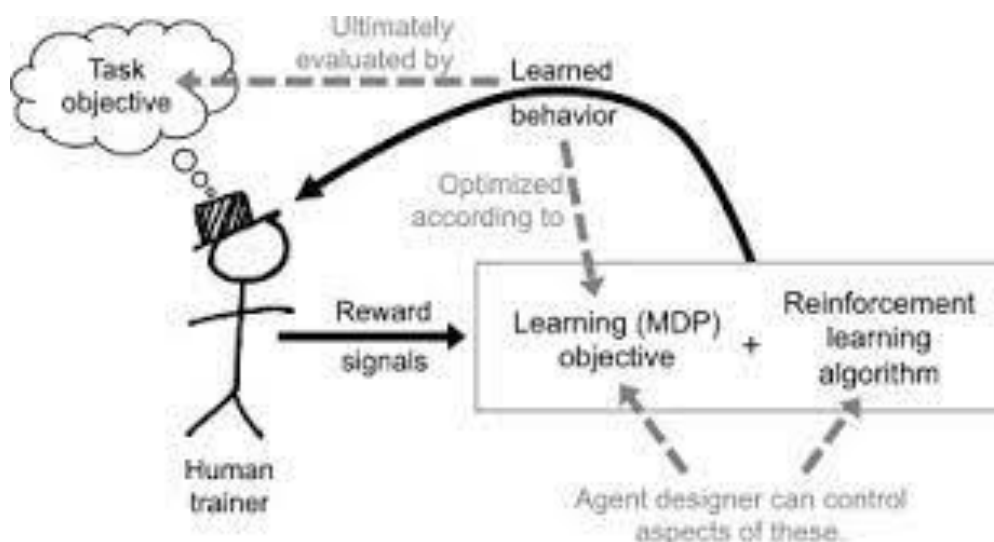 Ultimately
evaluated by
Task
objective
Learned
behavior
Optimized
according to
Reward
signals
Learning (MDP)
objective
+
Reinforcement
learning
algorithm
Human
trainer
Agent designer can control
aspects of these.